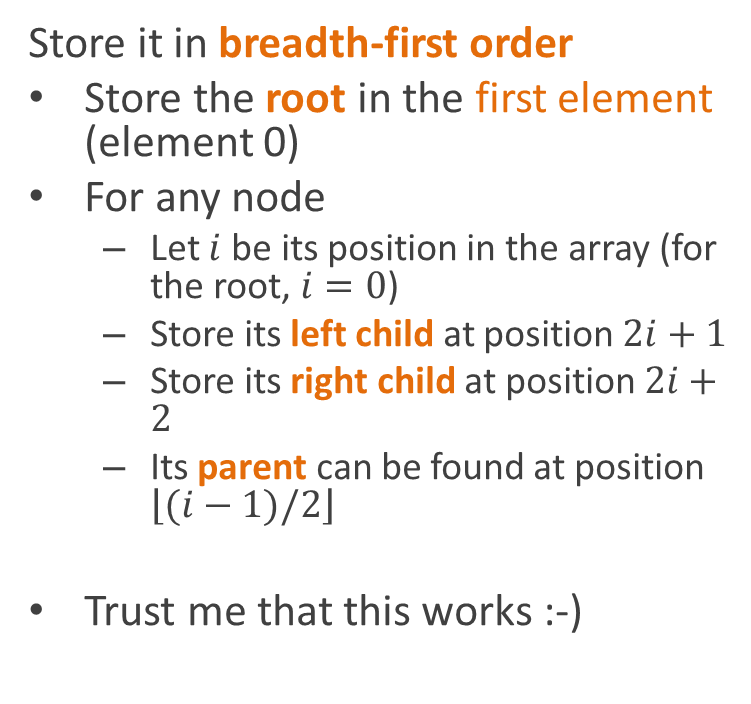 Store it in breadth-first order
• Store the root in the first element
(element 0)
• For any node
– Let i be its position in the array (for
the root, i = 0)
– Store its left child at position 2i + 1
– Store its right child at position 2i +
2
– Its parent can be found at position
⌊(i − 1)/2⌋
• Trust me that this works :-)